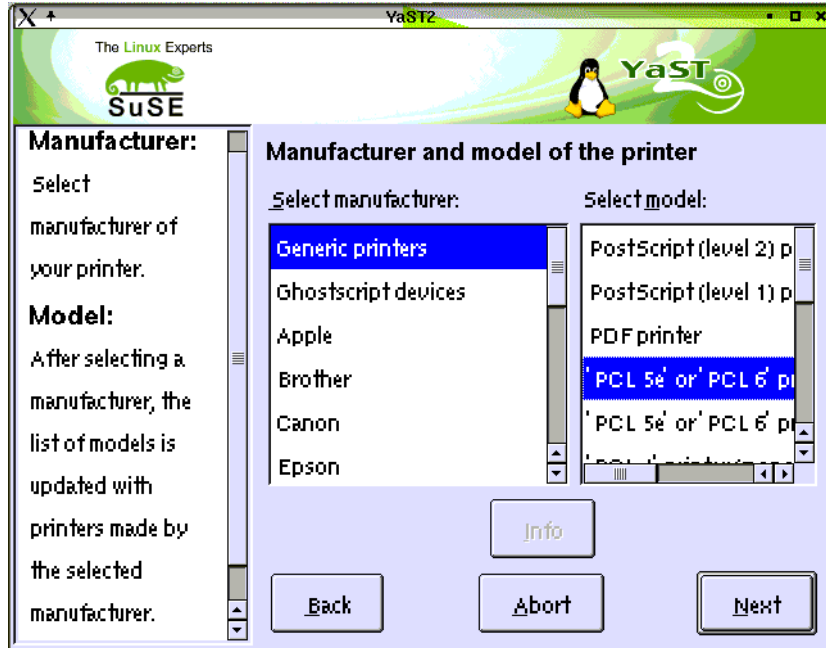 YaST2
The Linux Experts
SuSE
YaST
2
Manufacturer:
Select
manufacturer of
your printer.
Model:
After selecting a
manufacturer, the
list of models is
updated with
printers made by
the selected
manufacturer.
Manufacturer and model of the printer
Select manufacturer:
Generic printers
Ghostscript devices
Apple
Brother
Canon
Epson
Select model:
PostScript (level 2) p
PostScript (level 1) p
PDF printer
'PCL 5e' or 'PCL 6' pr
'PCL 5e' or 'PCL 6' pr
Info
Back
Abort
Next